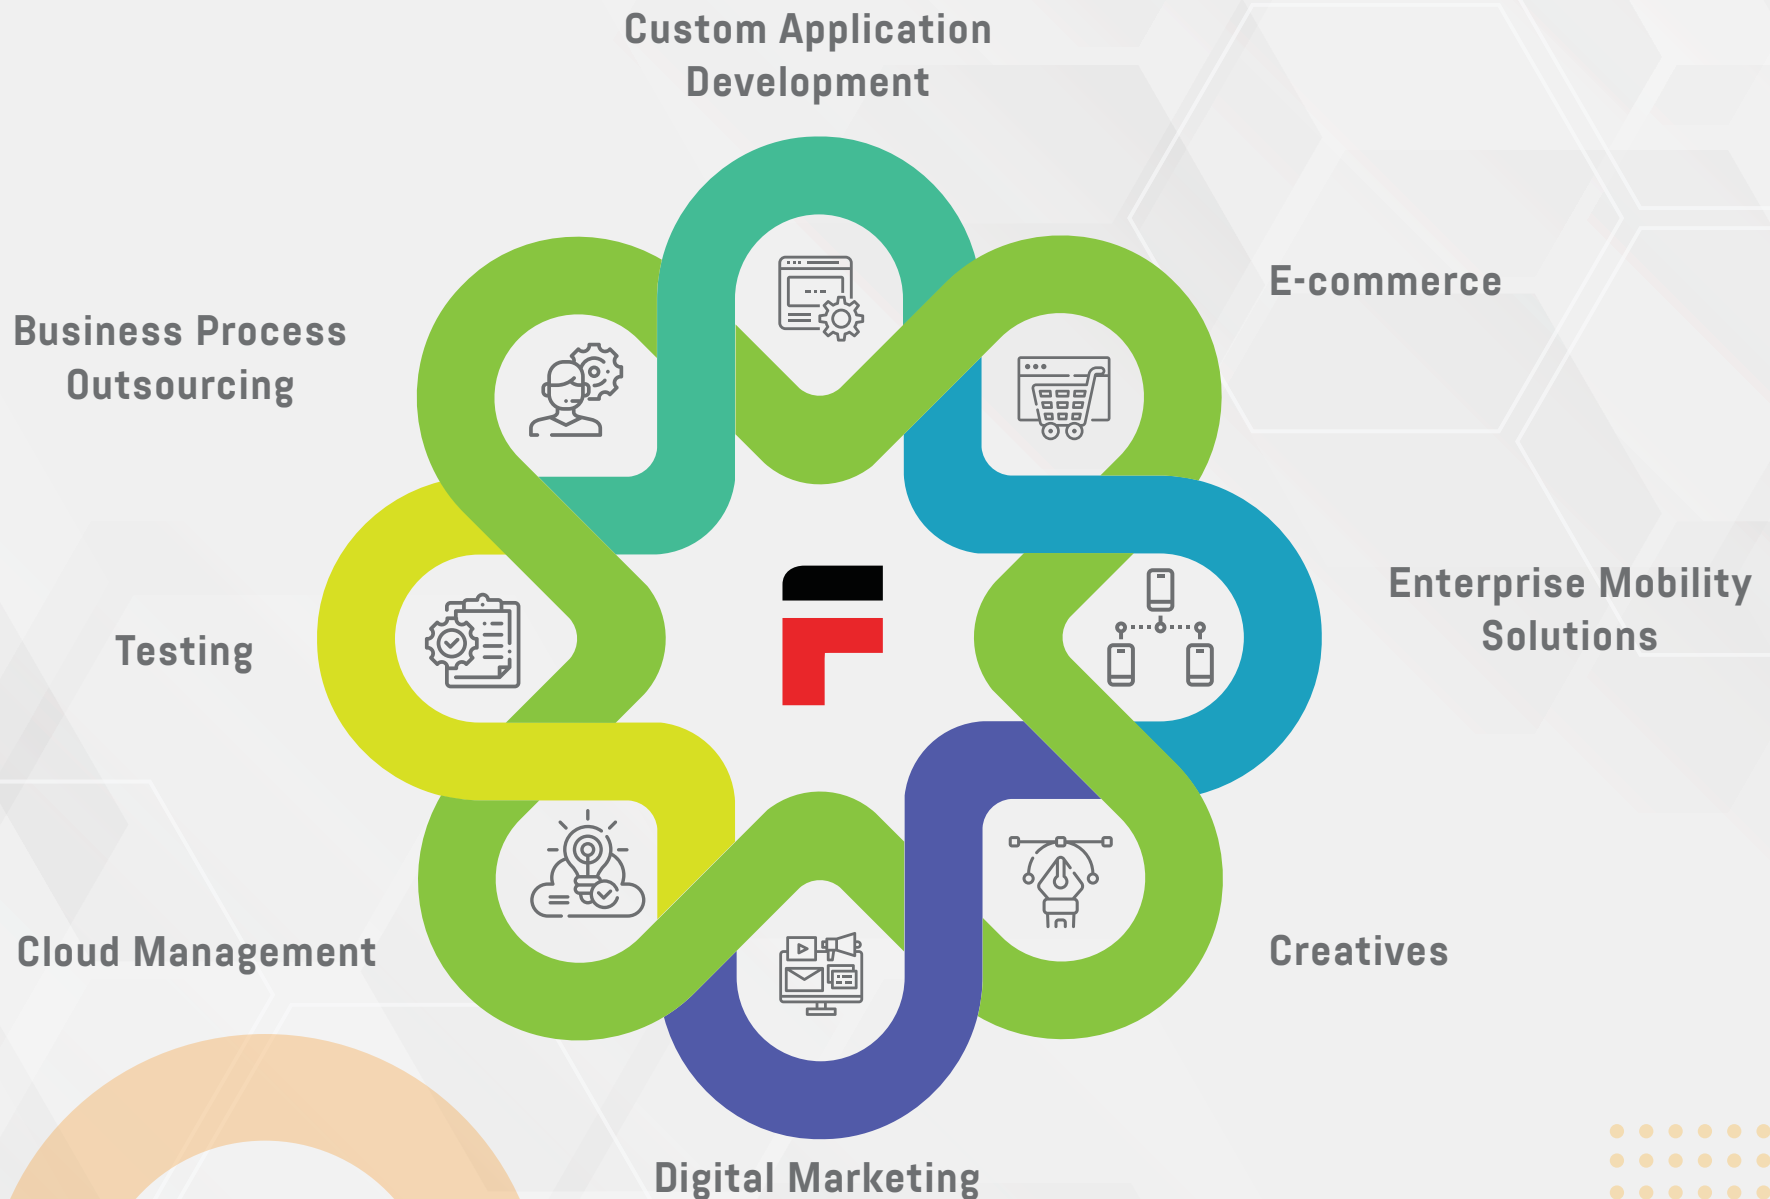 Custom Application
Development
E-commerce
Business Process
Outsourcing
Enterprise Mobility
Solutions
Testing
Creatives
Cloud Management
Digital Marketing